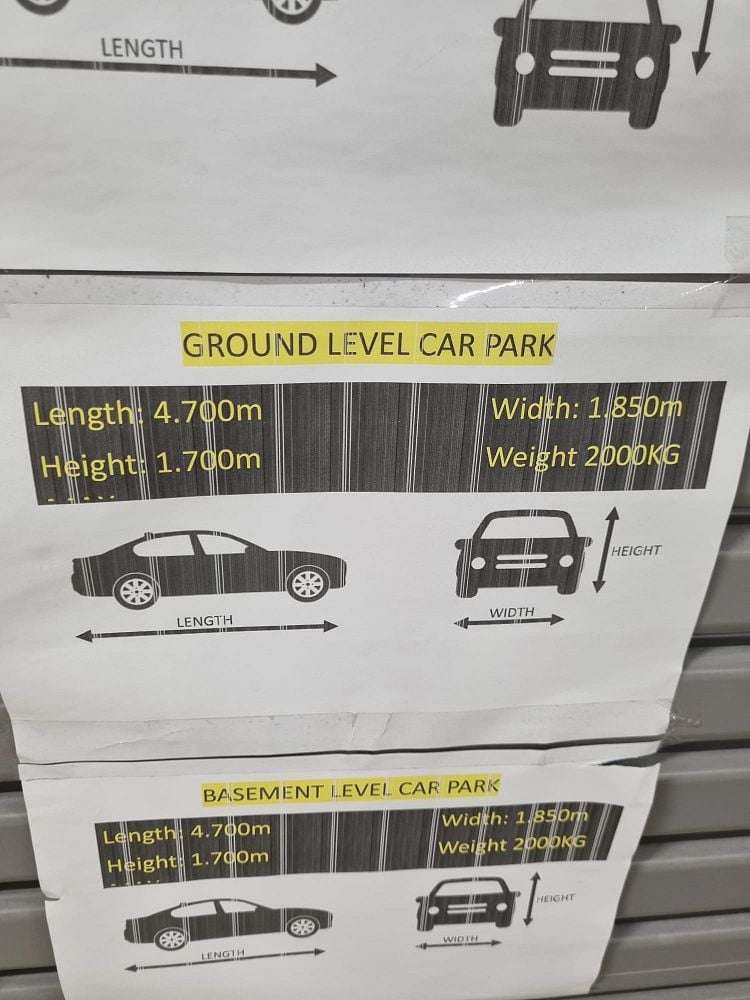 LENGTH
GROUND LEVEL CAR PARK
Length: 4.700m Width: 1.850m
Height: 1.700m Weight 2000KG
HEIGHT
LENGTH WIDTH
BASEMENT LEVEL CAR PARK
Length: 4.700m Width: 1.850m
Height: 1.700m Weight 2000KG
HEIGHT
LENGTH WIDTH